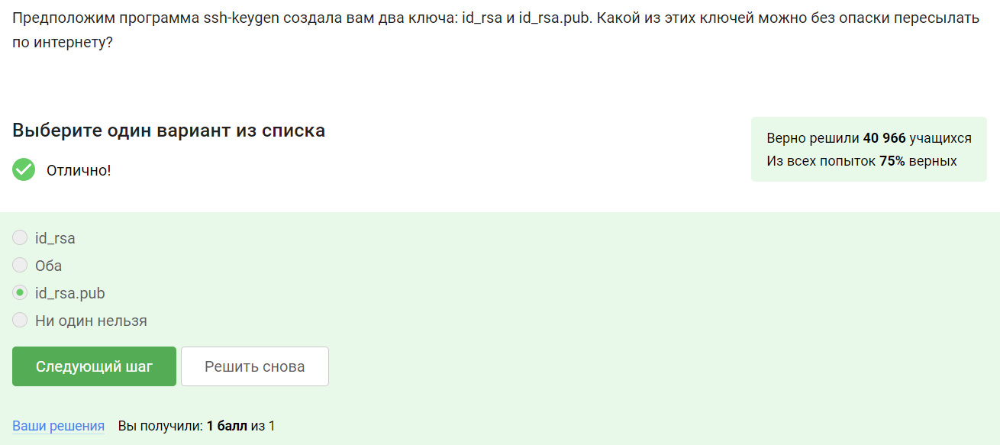 Предположим программа ssh-keygen создала вам два ключа: id_rsa и id_rsa.pub. Какой из этих ключей можно без опаски пересылать
по интернету?
Выберите один вариант из списка
Верно решили 40 966 учащихся
Из всех попыток 75% верных
Отлично!
id_rsa
Оба
id_rsa.pub
Ни один нельзя
Следующий шаг
Решить снова
Ваши решения Вы получили: 1 балл из 1